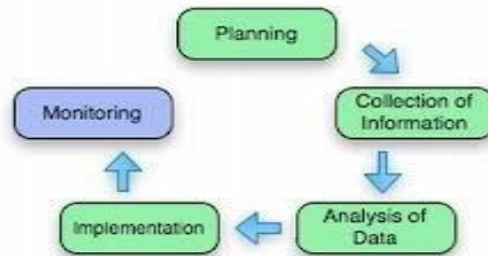 Planning
Collection of
Information
Analysis of
Data
Implementation
Monitoring